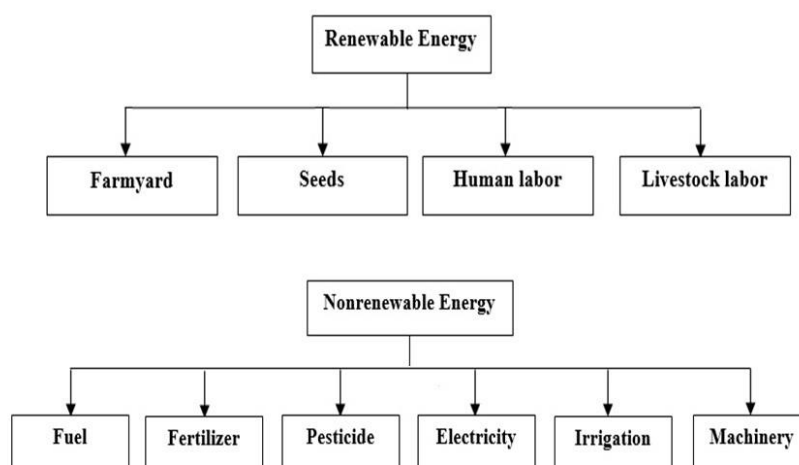 Renewable Energy
Farmyard Seeds Human labor Livestock labor
Nonrenewable Energy
Fuel Fertilizer Pesticide Electricity Irrigation Machinery